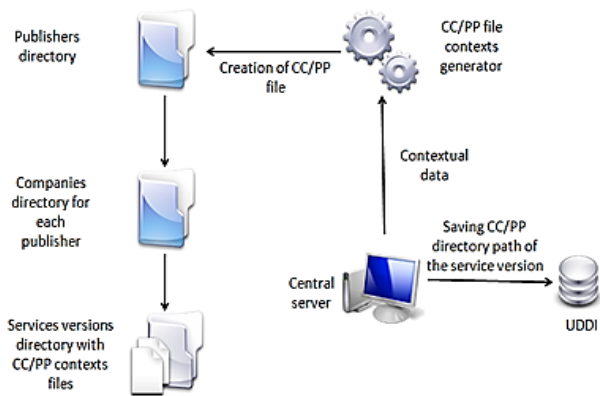 Publishers
directory
Creation of CC/PP
file
CC/PP file
contexts
generator
Companies
directory for
each
publisher
Contextual
data
Services versions
directory with
CC/PP contexts
files
Central
server
Saving CC/PP
directory path of
the service version
UDDI